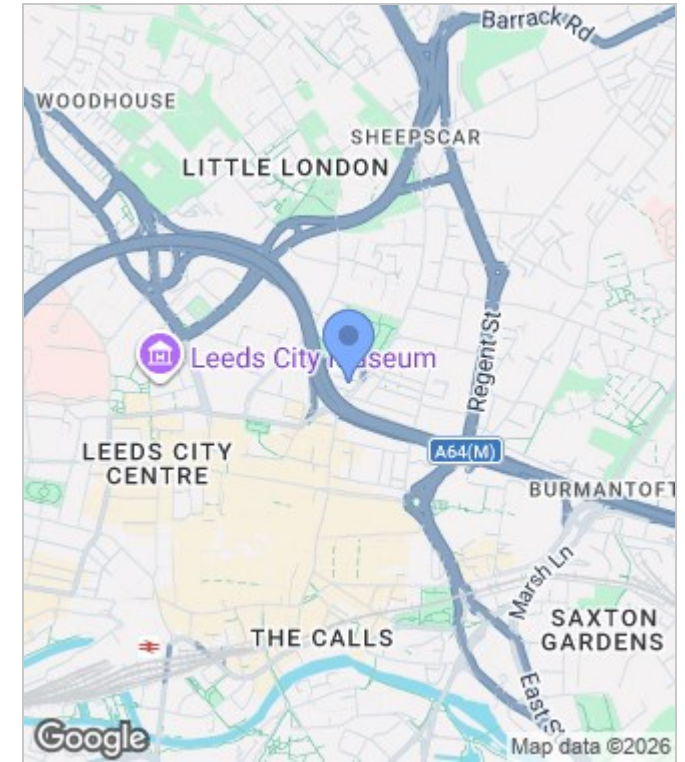 Barrack Rd
WOODHOUSE
SHEEPSCAR
LITTLE LONDON
Regent St
Leeds City Museum
A64(M)
LEEDS CITY
CENTRE
BURMANTOFT
Marsh Ln
SAXTON
GARDENS
THE CALLS
East St
Google
Map data ©2026